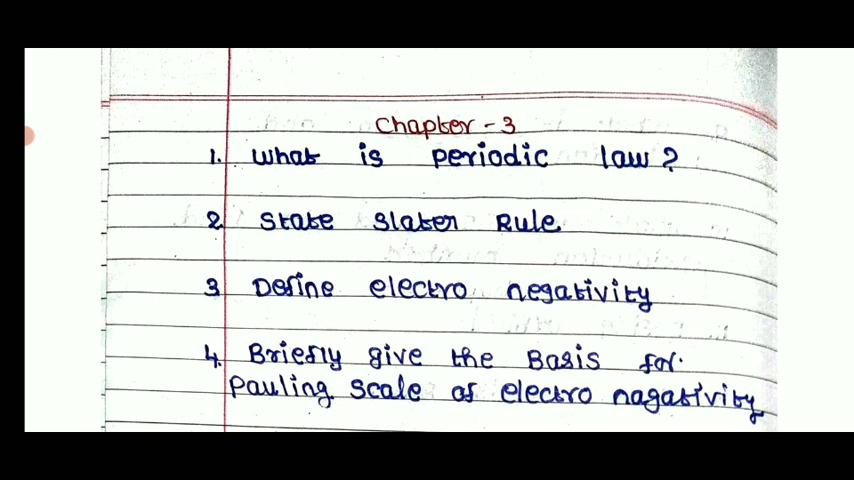 Chapter - 3
1. What is periodic law?
2. State Slater Rule
3. Define electro negativity
4. Briefly give the Basis for
Pauling Scale of electro nagativity